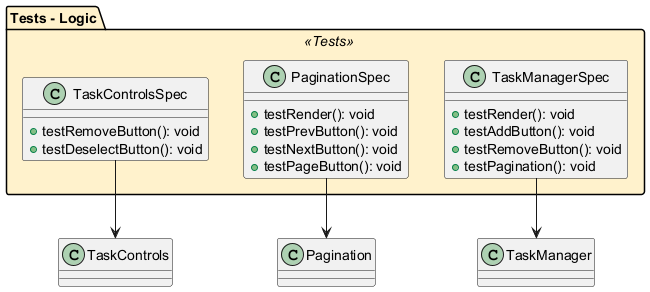 Tests - Logic
«Tests»
C TaskControlsSpec
testRemoveButton(): void
testDeselectButton(): void
C PaginationSpec
testRender(): void
testPrevButton(): void
testNextButton(): void
testPageButton(): void
C TaskManagerSpec
testRender(): void
testAddButton(): void
testRemoveButton(): void
testPagination(): void
C TaskControls
C Pagination
C TaskManager